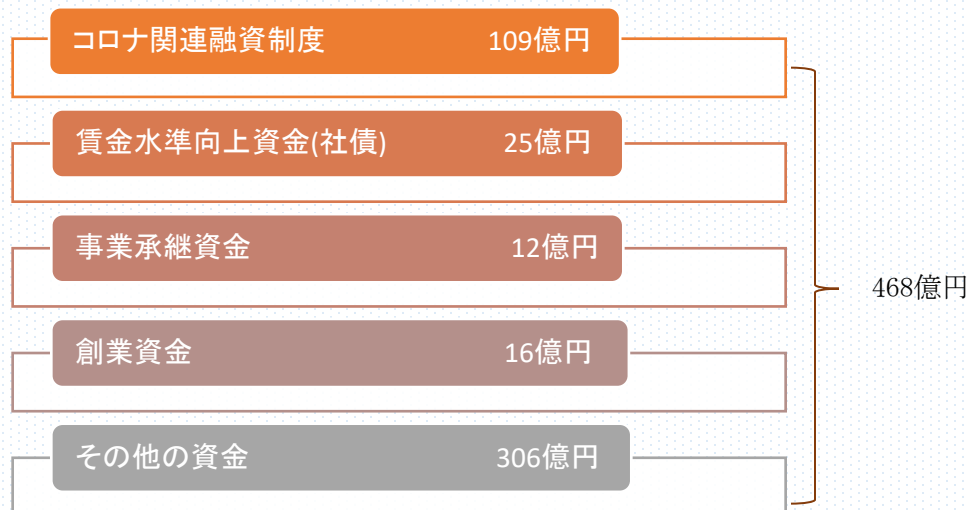 コロナ関連融資制度 109億円
賃金水準向上資金(社債) 25億円
事業承継資金 12億円
468億円
創業資金 16億円
その他の資金 306億円